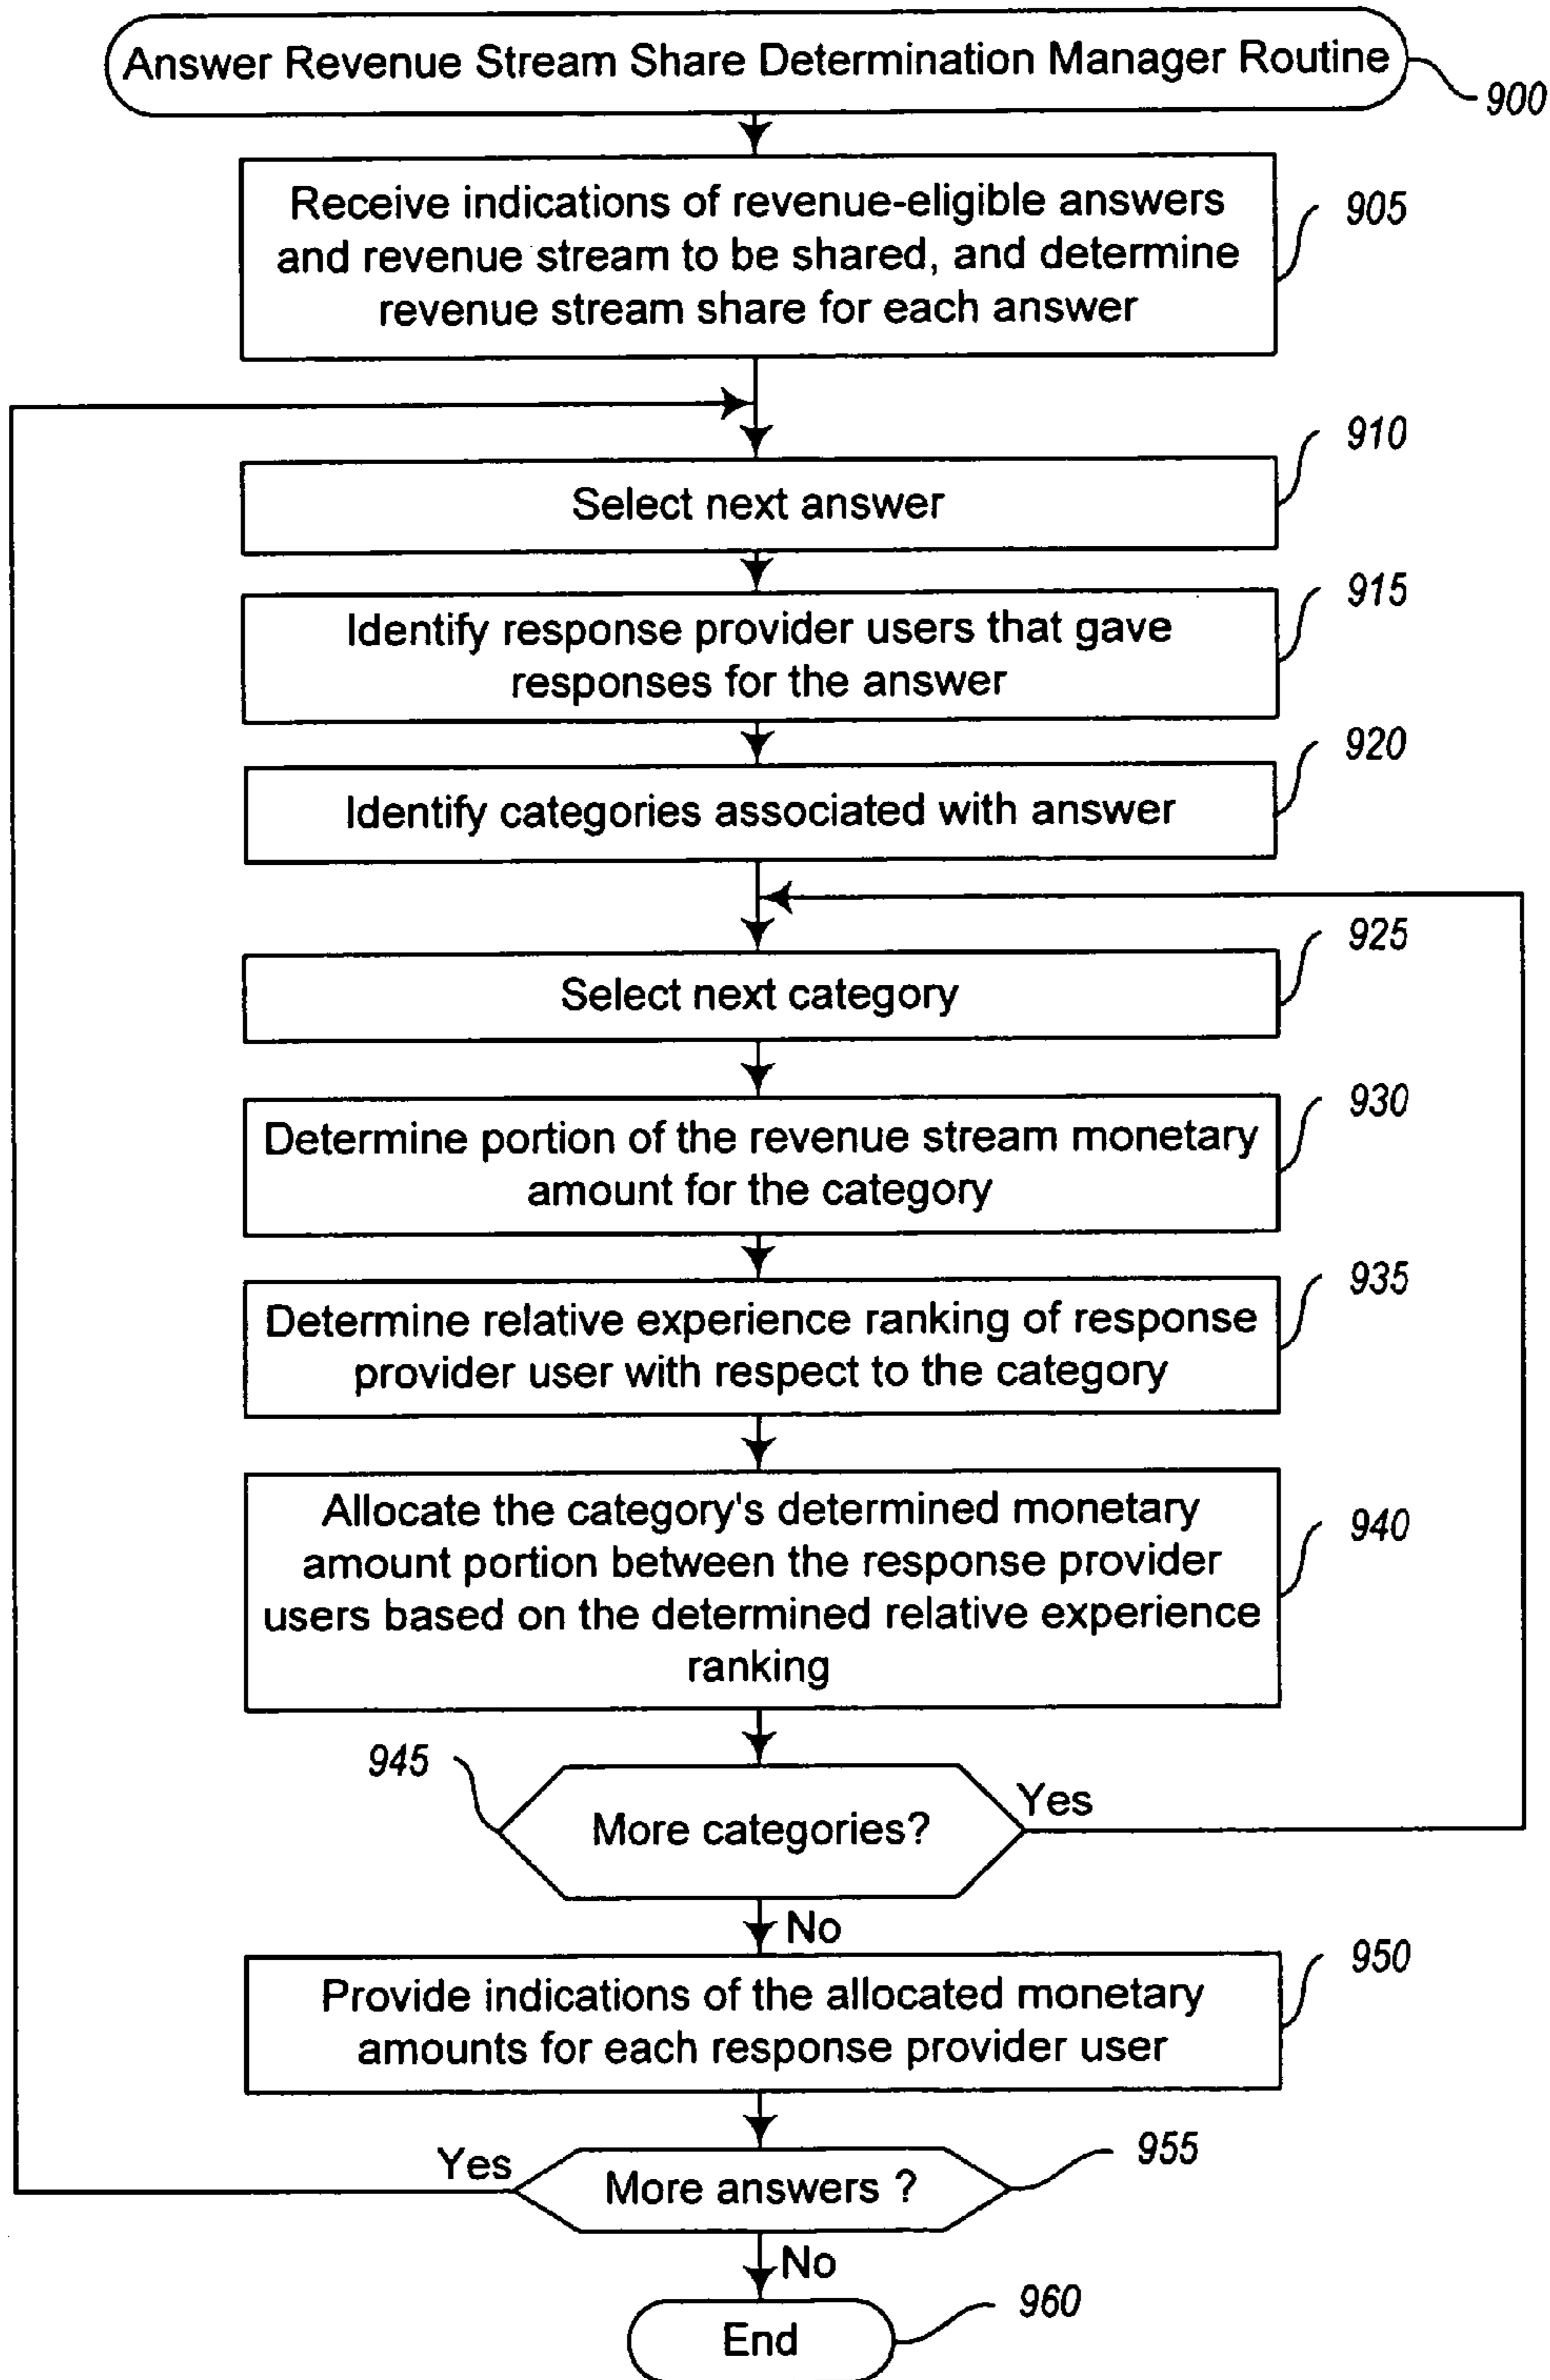 Answer Revenue Stream Share Determination Manager Routine
900
Receive indications of revenue-eligible answers
and revenue stream to be shared, and determine
revenue stream share for each answer
905
910
Select next answer
915
Identify response provider users that gave
responses for the answer
920
Identify categories associated with answer
925
Select next category
930
Determine portion of the revenue stream monetary
amount for the category
935
Determine relative experience ranking of response
provider user with respect to the category
Allocate the category's determined monetary
amount portion between the response provider
users based on the determined relative experience
ranking
940
945
More categories?
Yes
No
950
Provide indications of the allocated monetary
amounts for each response provider user
Yes
More answers ?
955
No
960
End